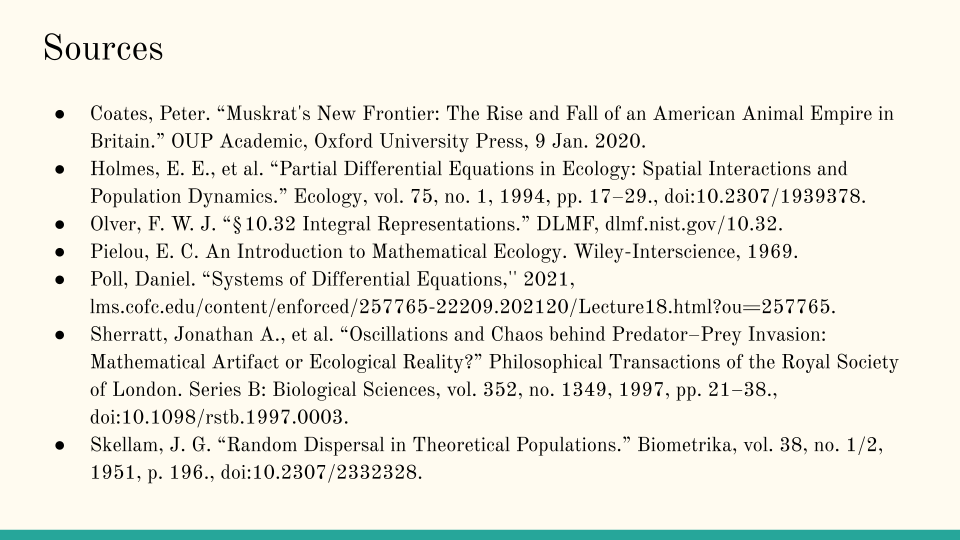 Sources
● Coates, Peter. “Muskrat's New Frontier: The Rise and Fall of an American Animal Empire in
Britain.” OUP Academic, Oxford University Press, 9 Jan. 2020.
● Holmes, E. E., et al. “Partial Differential Equations in Ecology: Spatial Interactions and
Population Dynamics.” Ecology, vol. 75, no. 1, 1994, pp. 17–29., doi:10.2307/1939378.
● Olver, F. W. J. “§10.32 Integral Representations.” DLMF, dlmf.nist.gov/10.32.
● Pielou, E. C. An Introduction to Mathematical Ecology. Wiley-Interscience, 1969.
● Poll, Daniel. “Systems of Differential Equations,'' 2021,
lms.cofc.edu/content/enforced/257765-22209.202120/Lecture18.html?ou=257765.
● Sherratt, Jonathan A., et al. “Oscillations and Chaos behind Predator–Prey Invasion:
Mathematical Artifact or Ecological Reality?” Philosophical Transactions of the Royal Society
of London. Series B: Biological Sciences, vol. 352, no. 1349, 1997, pp. 21–38.,
doi:10.1098/rstb.1997.0003.
● Skellam, J. G. “Random Dispersal in Theoretical Populations.” Biometrika, vol. 38, no. 1/2,
1951, p. 196., doi:10.2307/2332328.